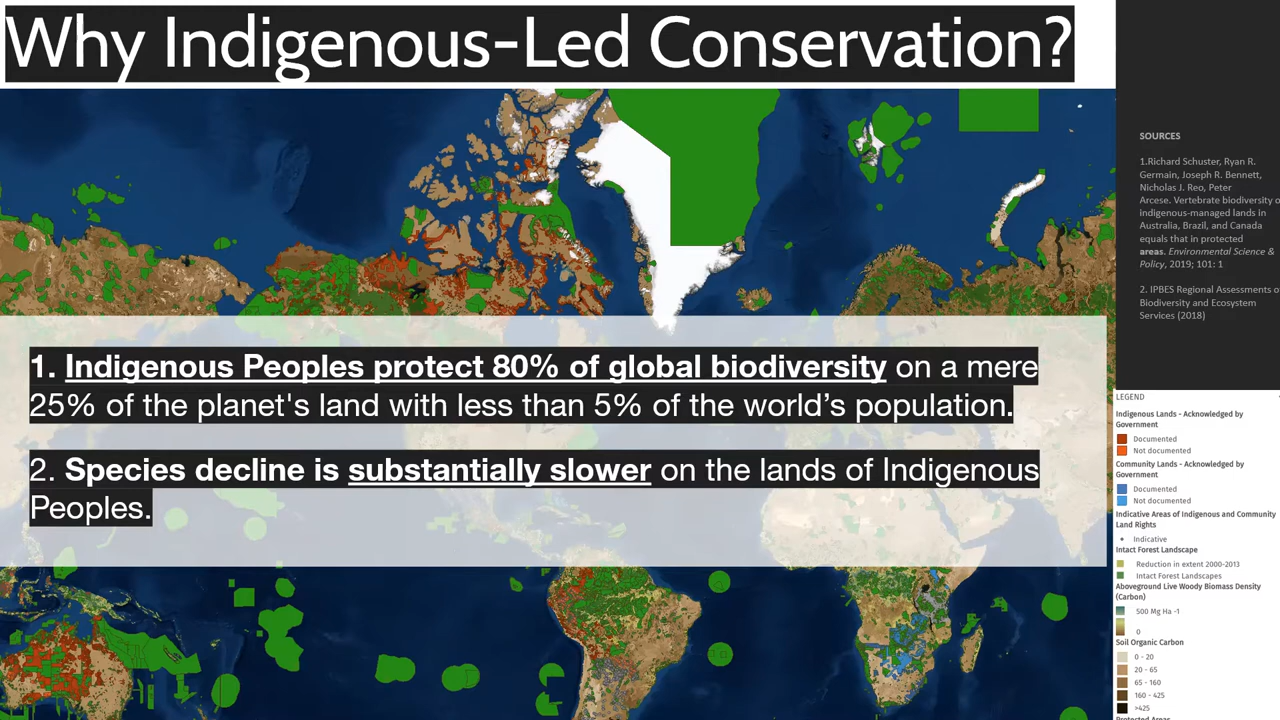 Why Indigenous-Led Conservation?
1. Indigenous Peoples protect 80% of global biodiversity on a mere
25% of the planet's land with less than 5% of the world’s population.
2. Species decline is substantially slower on the lands of Indigenous
Peoples.
SOURCES
1.Richard Schuster, Ryan R.
Germain, Joseph R. Bennett,
Nicholas J. Reo, Peter
Arcese. Vertebrate biodiversity o
indigenous-managed lands in
Australia, Brazil, and Canada
equals that in protected
areas. Environmental Science &
Policy, 2019; 101: 1
2. IPBES Regional Assessments o
Biodiversity and Ecosystem
Services (2018)
LEGEND
Indigenous Lands - Acknowledged by
Government
Documented
Not documented
Community Lands - Acknowledged by
Government
Documented
Not documented
Indicative Areas of Indigenous and Community
Land Rights
Indicative
Intact Forest Landscape
Reduction in extent 2000-2013
Intact Forest Landscapes
Aboveground Live Woody Biomass Density
(Carbon)
500 Mg Ha -1
0
Soil Organic Carbon
0 - 20
20 - 65
65 - 160
160 - 425
>425
Protected Areas